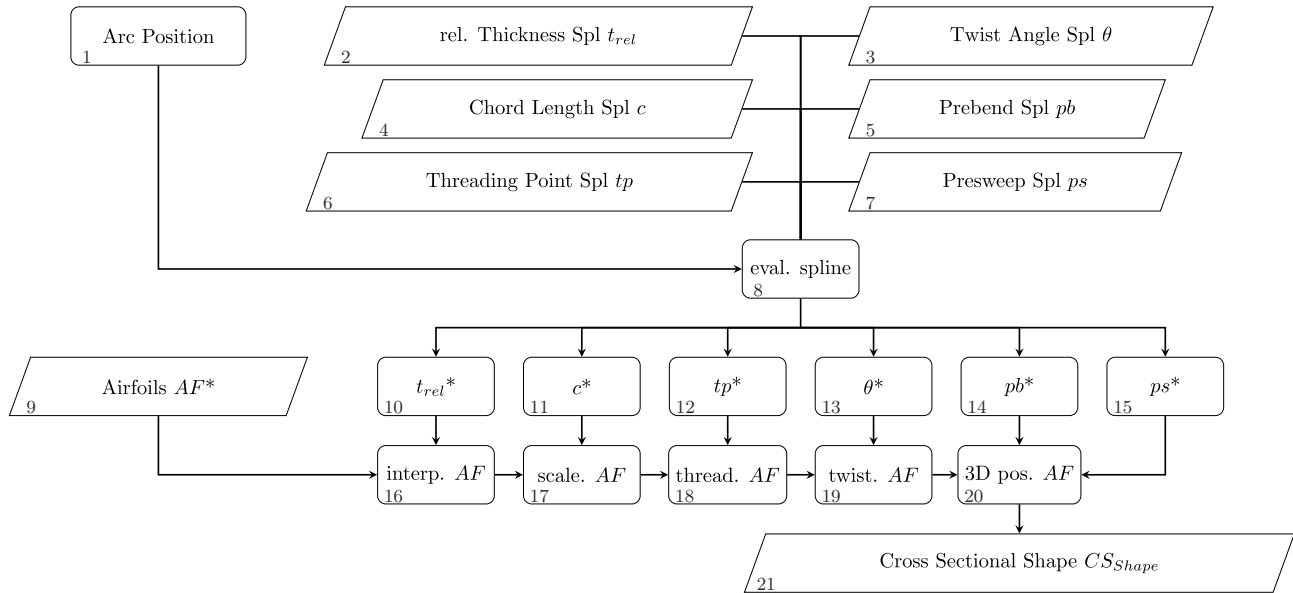 Arc Position
1
rel. Thickness Spl t_rel
2
Twist Angle Spl θ
3
Chord Length Spl c
4
Prebend Spl pb
5
Threading Point Spl tp
6
Presweep Spl ps
7
eval. spline
8
Airfoils AF*
9
t_rel*
10
c*
11
tp*
12
θ*
13
pb*
14
ps*
15
interp. AF
16
scale. AF
17
thread. AF
18
twist. AF
19
3D pos. AF
20
Cross Sectional Shape CS_Shape
21